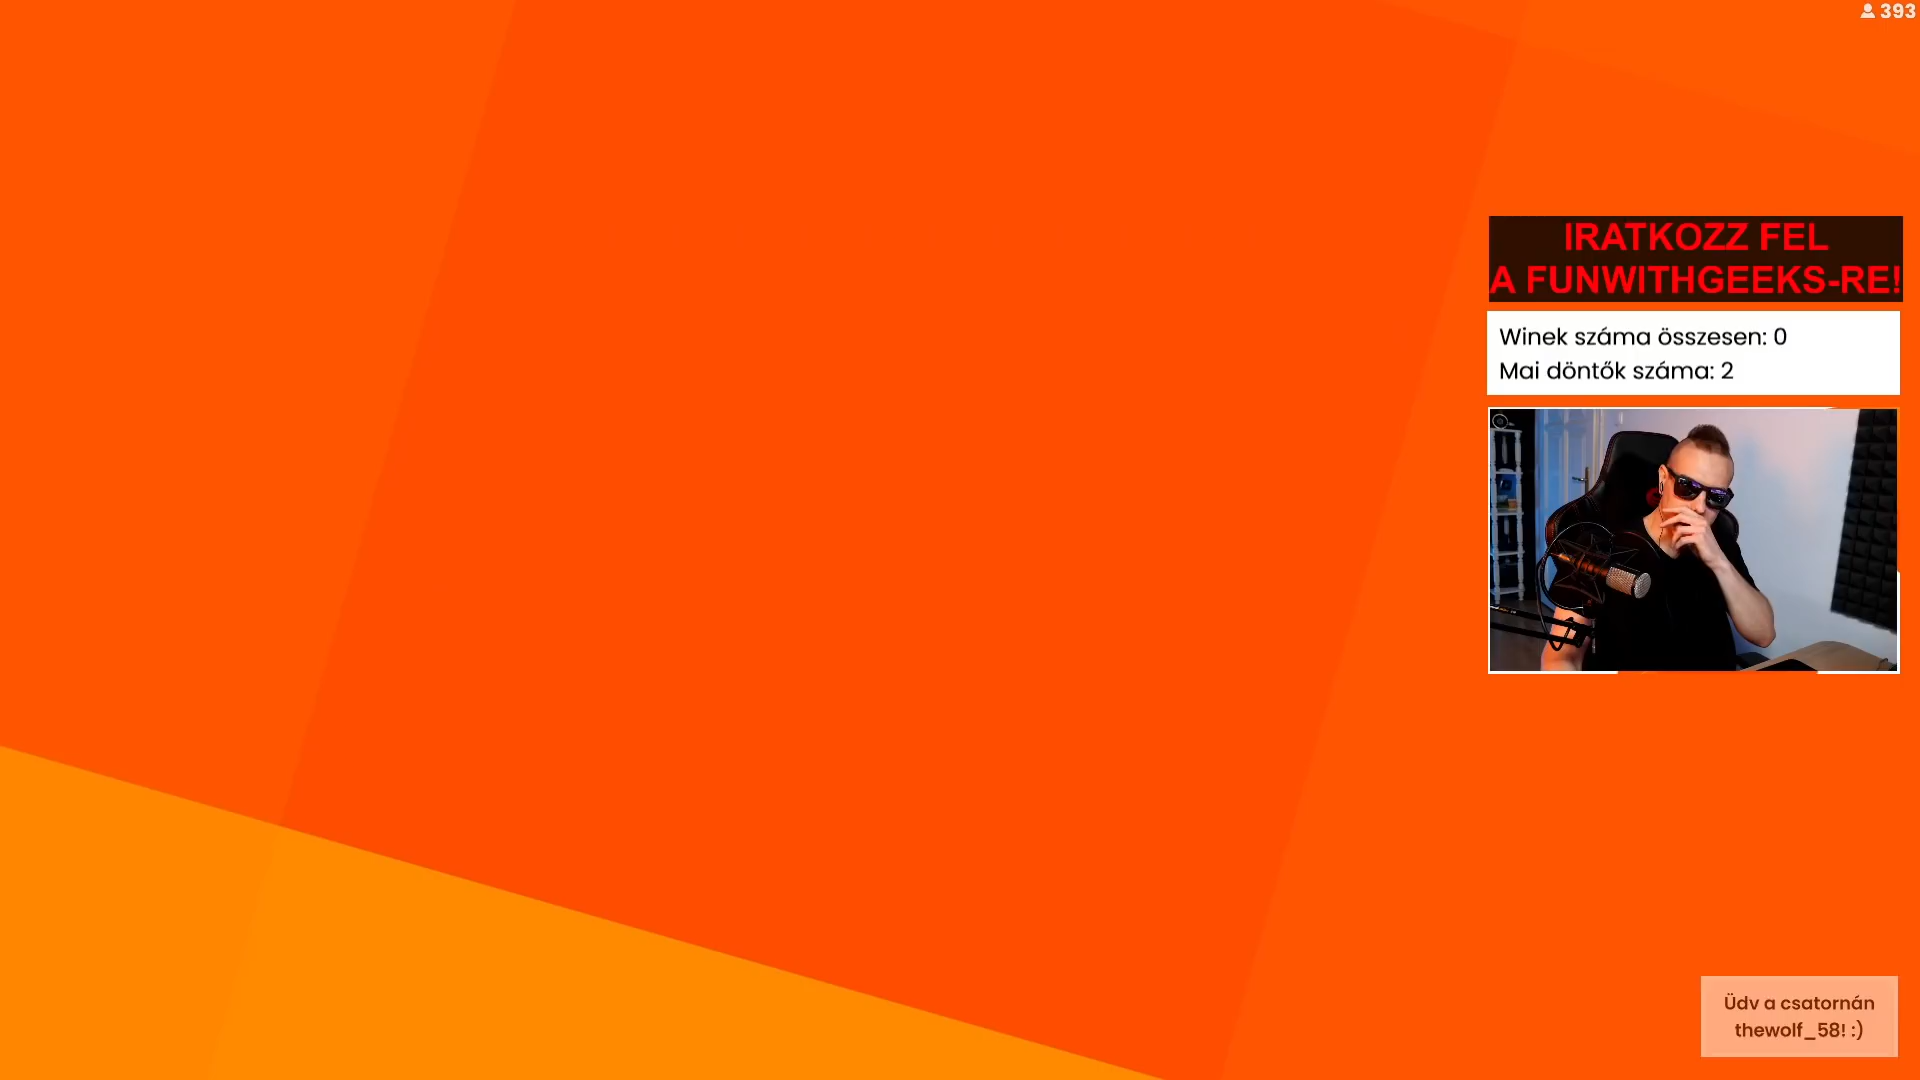 393
IRATKOZZ FEL
A FUNWITHGEEKS-RE!
Winek száma összesen: 0
Mai döntők száma: 2
Üdv a csatornán
thewolf_58! :)